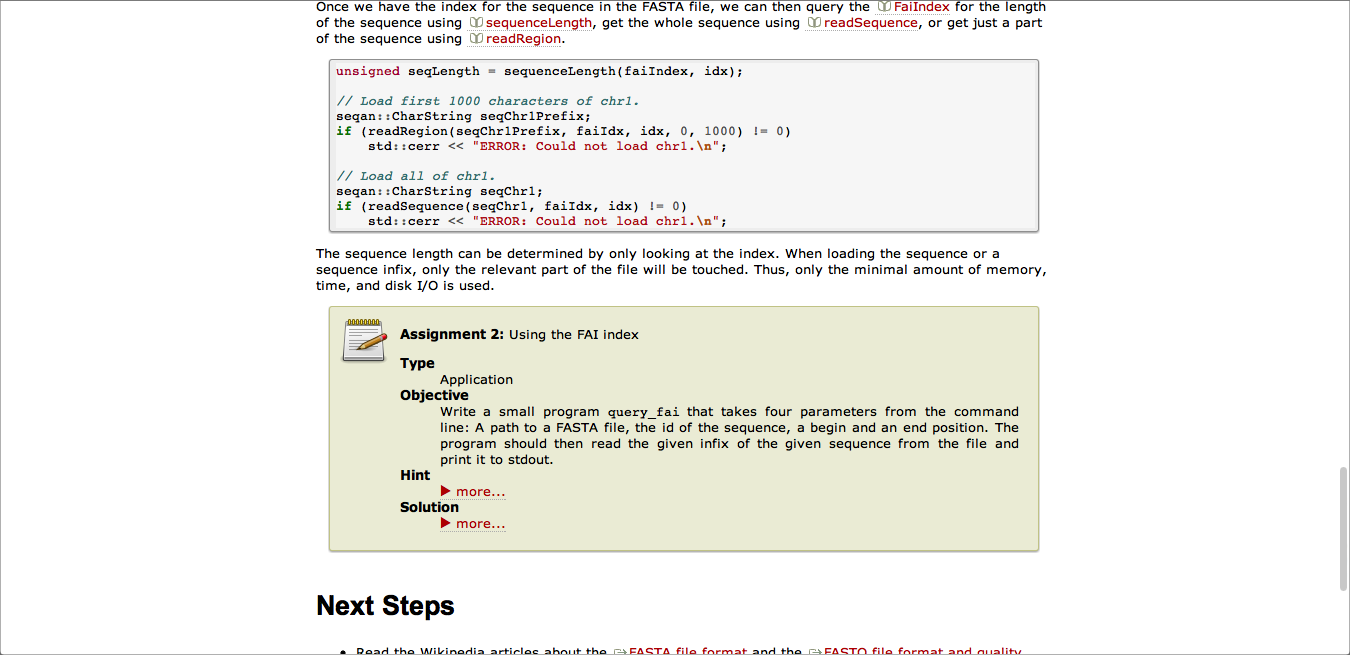 Once we have the index for the sequence in the FASTA file, we can then query the FaiIndex for the length
of the sequence using sequenceLength, get the whole sequence using readSequence, or get just a part
of the sequence using readRegion.
unsigned seqLength = sequenceLength(faiIndex, idx);
// Load first 1000 characters of chr1.
seqan::CharString seqChr1Prefix;
if (readRegion(seqChr1Prefix, faiIdx, idx, 0, 1000) != 0)
    std::cerr << "ERROR: Could not load chr1.\n";
// Load all of chr1.
seqan::CharString seqChr1;
if (readSequence(seqChr1, faiIdx, idx) != 0)
    std::cerr << "ERROR: Could not load chr1.\n";
The sequence length can be determined by only looking at the index. When loading the sequence or a
sequence infix, only the relevant part of the file will be touched. Thus, only the minimal amount of memory,
time, and disk I/O is used.
Assignment 2: Using the FAI index
Type
Application
Objective
Write a small program query_fai that takes four parameters from the command
line: A path to a FASTA file, the id of the sequence, a begin and an end position. The
program should then read the given infix of the given sequence from the file and
print it to stdout.
Hint
▶ more...
Solution
▶ more...
Next Steps
• Read the Wikipedia articles about the FASTA file format and the FASTQ file format and quality